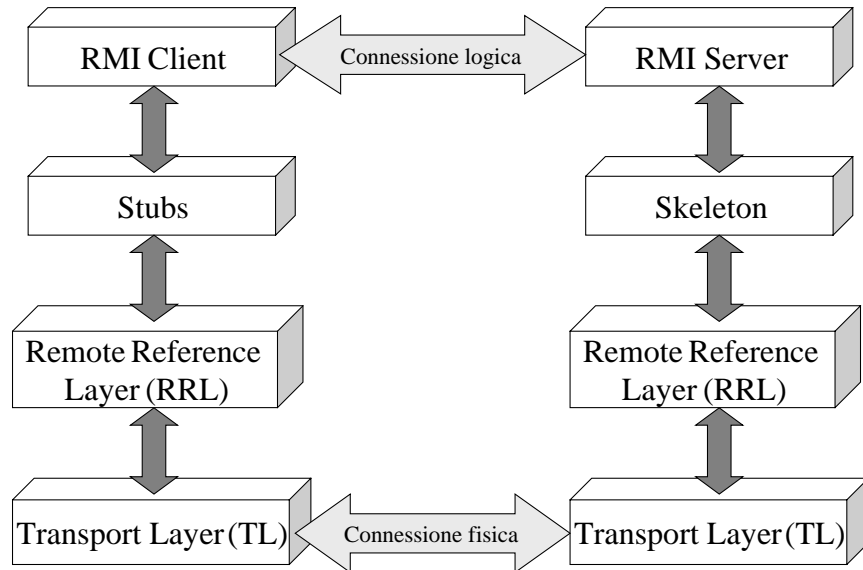 RMI Client
Connessione logica
RMI Server
Stubs
Skeleton
Remote Reference
Layer (RRL)
Remote Reference
Layer (RRL)
Transport Layer (TL)
Connessione fisica
Transport Layer (TL)